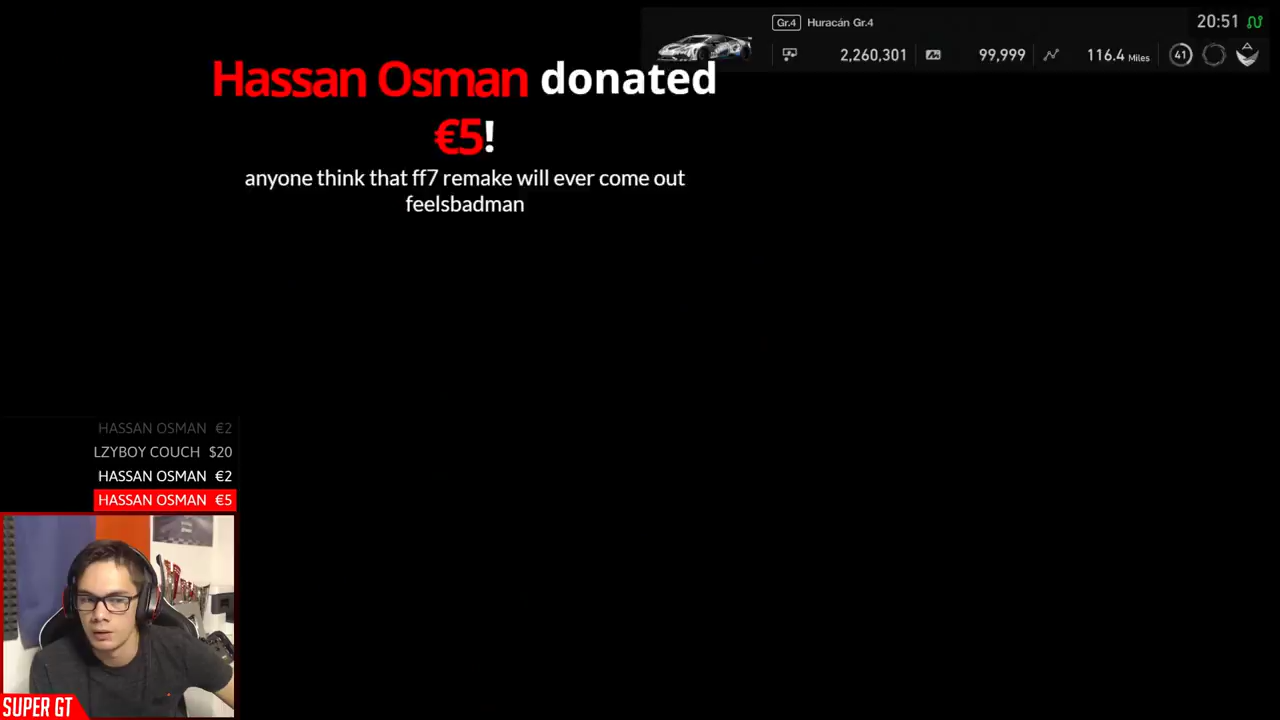 Gr.4 Huracán Gr.4
20:51
2,260,301 99,999 116.4 Miles 41
Hassan Osman donated
€5!
anyone think that ff7 remake will ever come out
feelsbadman
HASSAN OSMAN €2
LZYBOY COUCH $20
HASSAN OSMAN €2
HASSAN OSMAN €5
SUPER GT